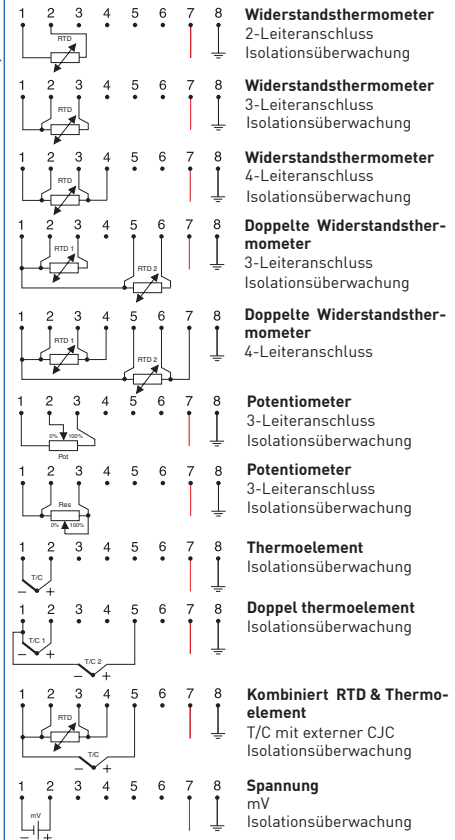 1 2 3 4 5 6 7 8
RTD
Widerstandsthermometer
2-Leiteranschluss
Isolationsüberwachung
1 2 3 4 5 6 7 8
RTD
Widerstandsthermometer
3-Leiteranschluss
Isolationsüberwachung
1 2 3 4 5 6 7 8
RTD
Widerstandsthermometer
4-Leiteranschluss
Isolationsüberwachung
1 2 3 4 5 6 7 8
RTD 1
RTD 2
Doppelte Widerstandsther-
mometer
3-Leiteranschluss
Isolationsüberwachung
1 2 3 4 5 6 7 8
RTD 1
RTD 2
Doppelte Widerstandsther-
mometer
4-Leiteranschluss
1 2 3 4 5 6 7 8
0% 100%
Pot
Potentiometer
3-Leiteranschluss
Isolationsüberwachung
1 2 3 4 5 6 7 8
Res
0% 100%
Potentiometer
3-Leiteranschluss
Isolationsüberwachung
1 2 3 4 5 6 7 8
T/C
– +
Thermoelement
Isolationsüberwachung
1 2 3 4 5 6 7 8
T/C 1
– +
T/C 2
– +
Doppel thermoelement
Isolationsüberwachung
1 2 3 4 5 6 7 8
RTD
T/C
– +
Kombiniert RTD & Thermo-
element
T/C mit externer CJC
Isolationsüberwachung
1 2 3 4 5 6 7 8
mV
– +
Spannung
mV
Isolationsüberwachung